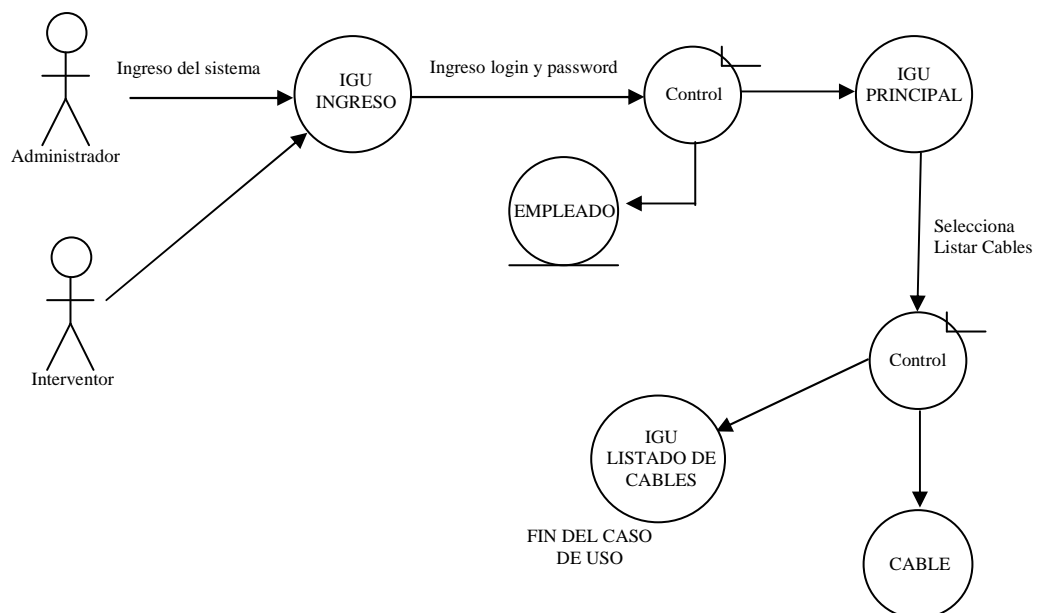 Ingreso del sistema
IGU
INGRESO
Ingreso login y password
Control
IGU
PRINCIPAL
Administrador
EMPLEADO
Selecciona
Listar Cables
Interventor
Control
IGU
LISTADO DE
CABLES
FIN DEL CASO
DE USO
CABLE